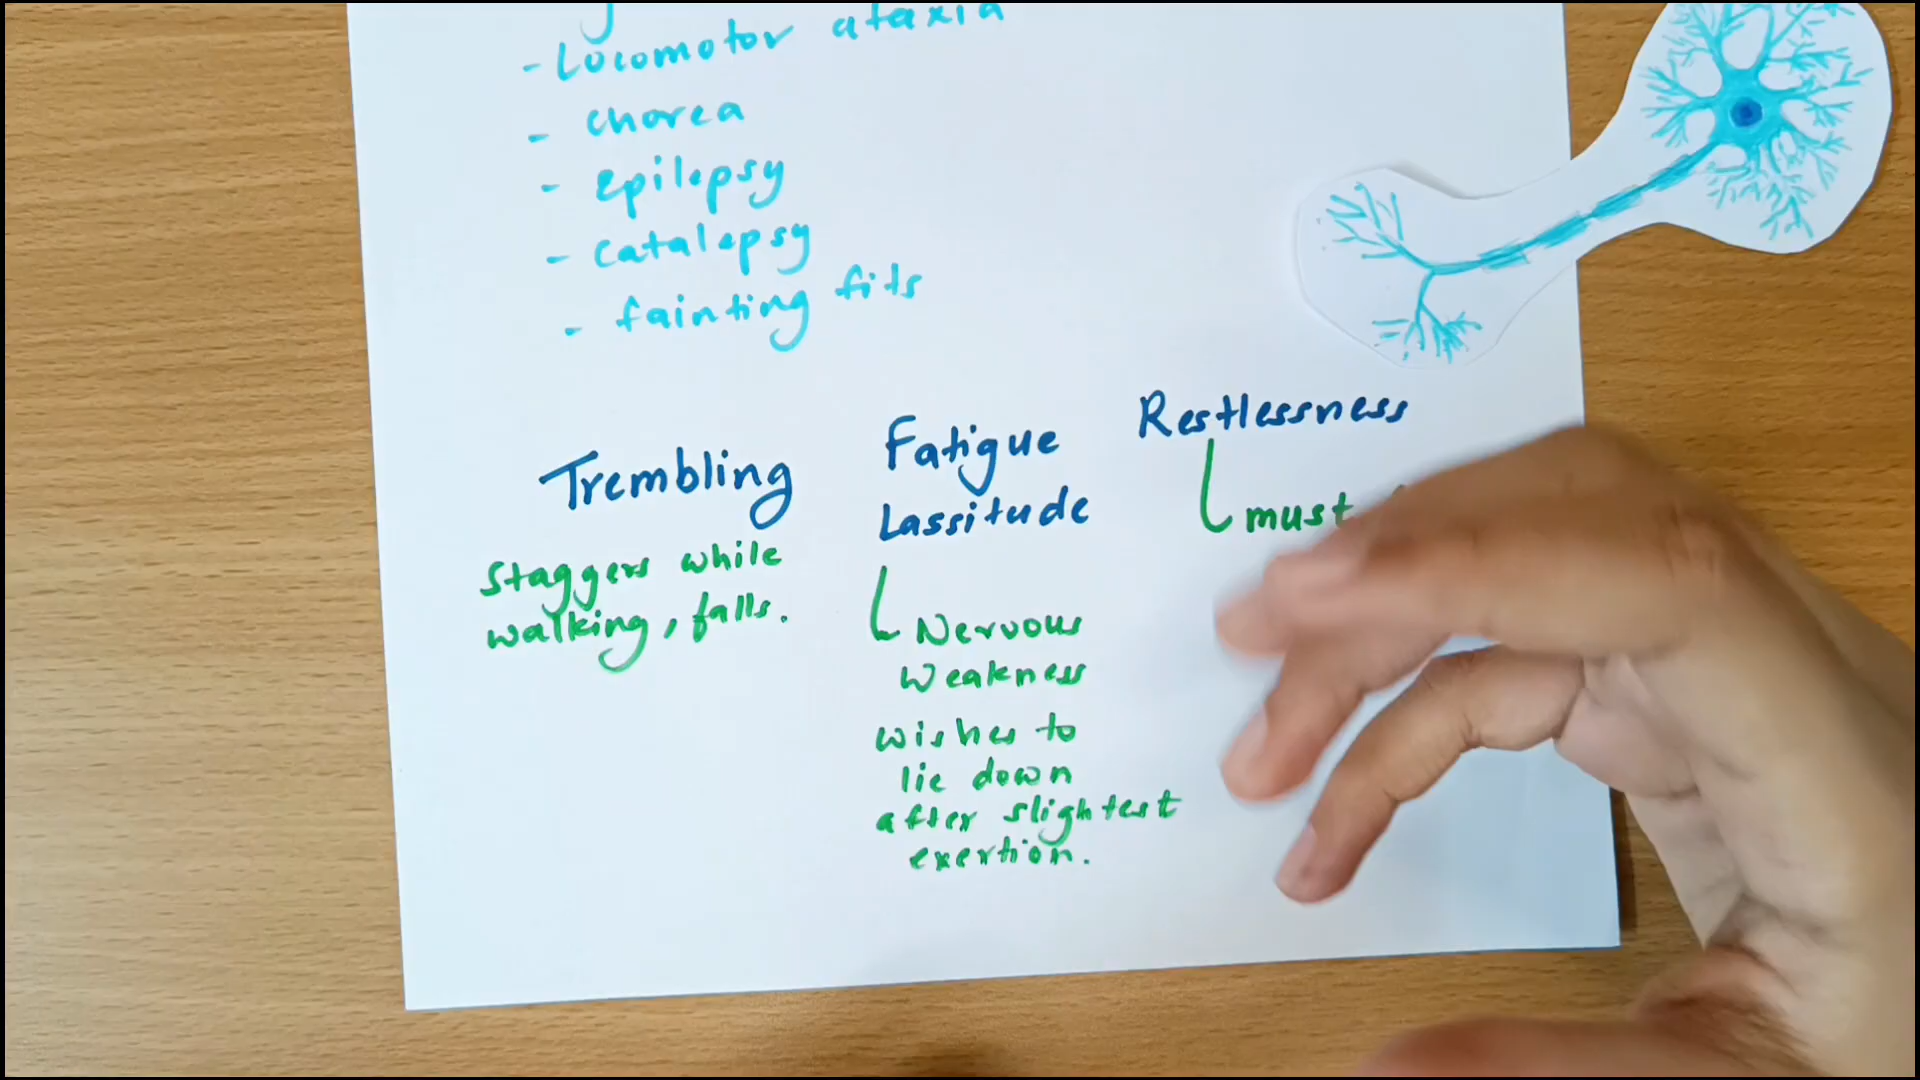 - Locomotor ataxia
- chorea
- epilepsy
- catalepsy
- fainting fits
Trembling
Staggers while
walking, falls.
Fatigue
Lassitude
Nervous
Weakness
wishes to
lie down
after slightest
exertion.
Restlessness
must